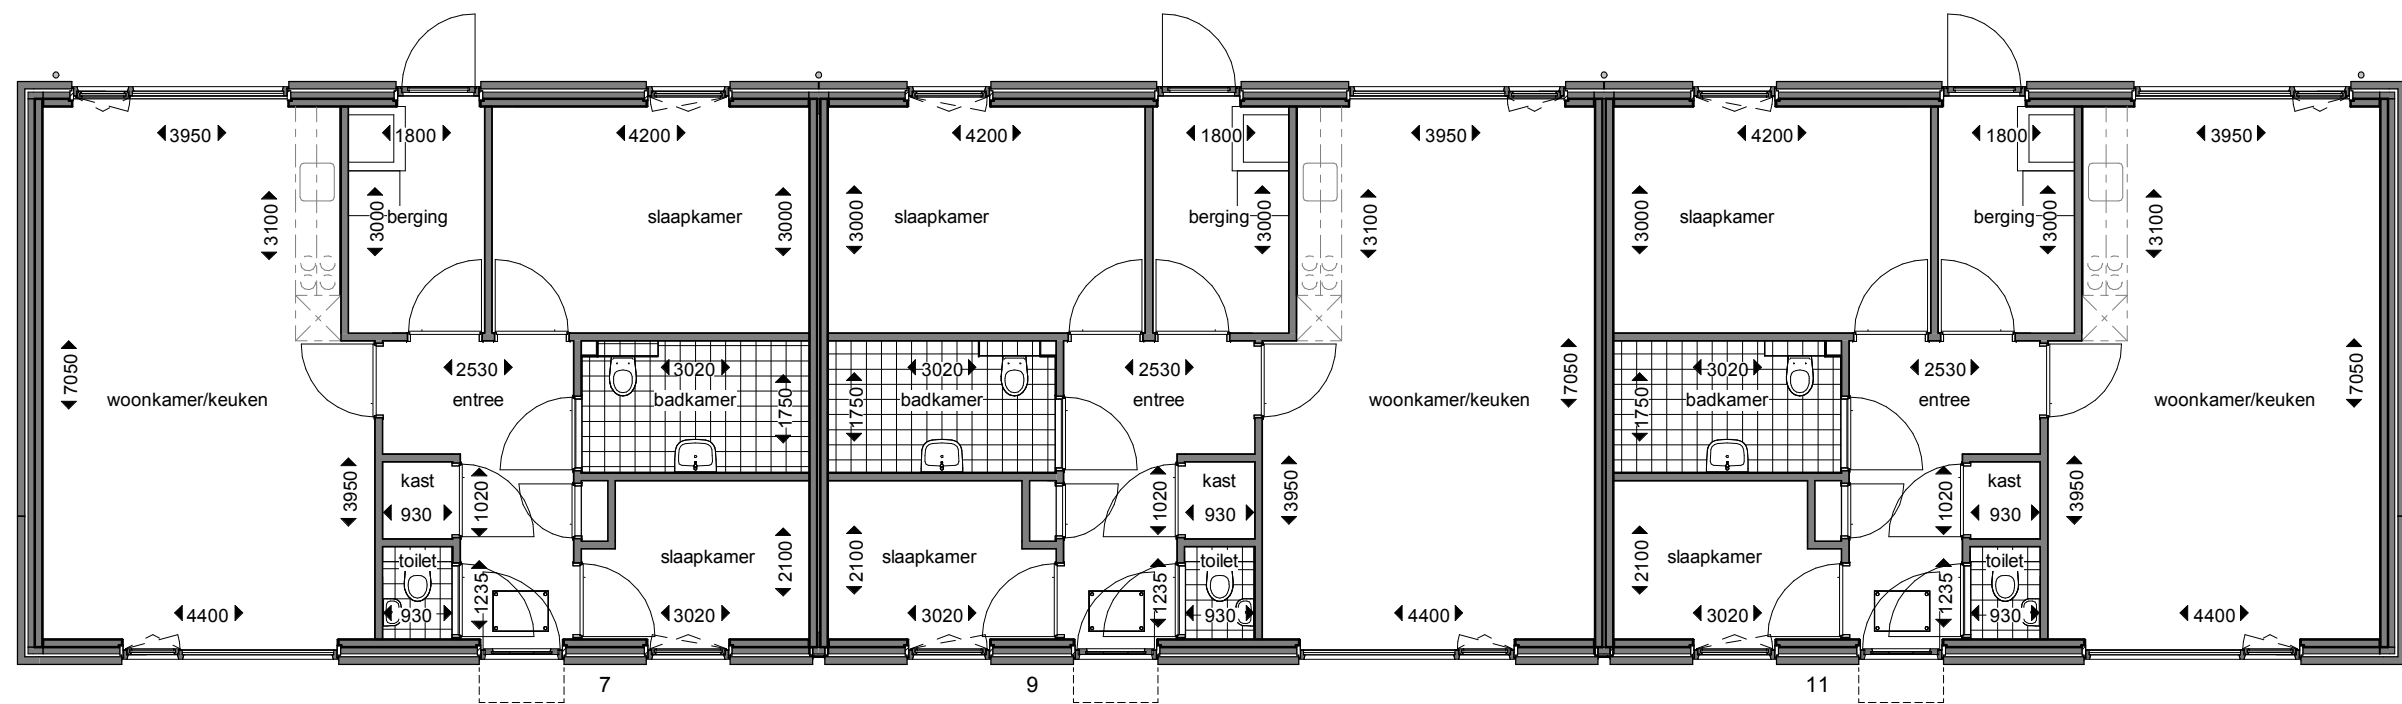 3950 1800 4200 4200 1800 3950 4200 1800 3950
3100 3000 berging slaapkamer 3000 3000 slaapkamer berging 3000 3100 3000 slaapkamer berging 3000 3100
7050 2530 3020 3020 2530 7050 3020 2530 7050
woonkamer/keuken entree badkamer 1750 1750 badkamer entree woonkamer/keuken 1750 badkamer entree woonkamer/keuken
3950 kast 1020 1020 kast 3950 1020 kast 3950
930 930 930
toilet slaapkamer 2100 2100 slaapkamer toilet 2100 slaapkamer toilet
4400 930 1235 3020 3020 1235 930 4400 3020 1235 930 4400
7 9 11